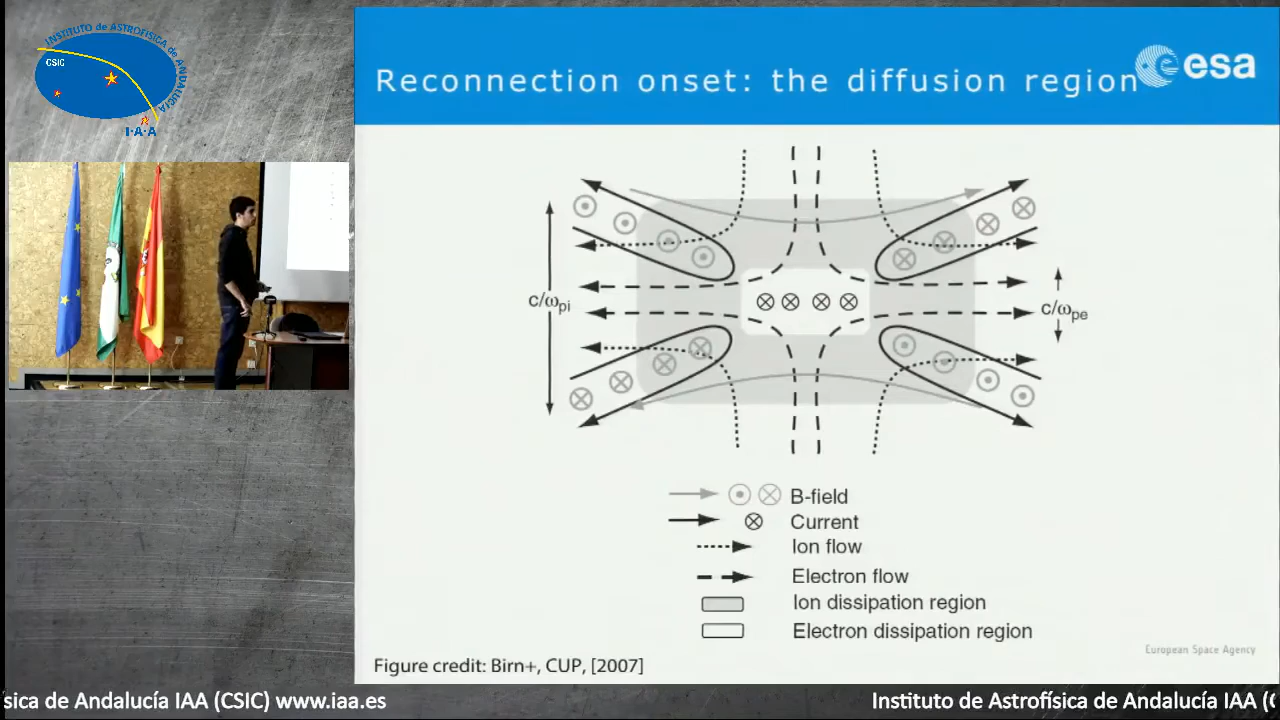 INSTITUTO de ASTROFÍSICA de ANDALUCÍA
CSIC
I·A·A
Reconnection onset: the diffusion region
esa
c/ωpi
c/ωpe
B-field
Current
Ion flow
Electron flow
Ion dissipation region
Electron dissipation region
European Space Agency
Figure credit: Birn+, CUP, [2007]
sica de Andalucía IAA (CSIC) www.iaa.es
Instituto de Astrofísica de Andalucía IAA (C